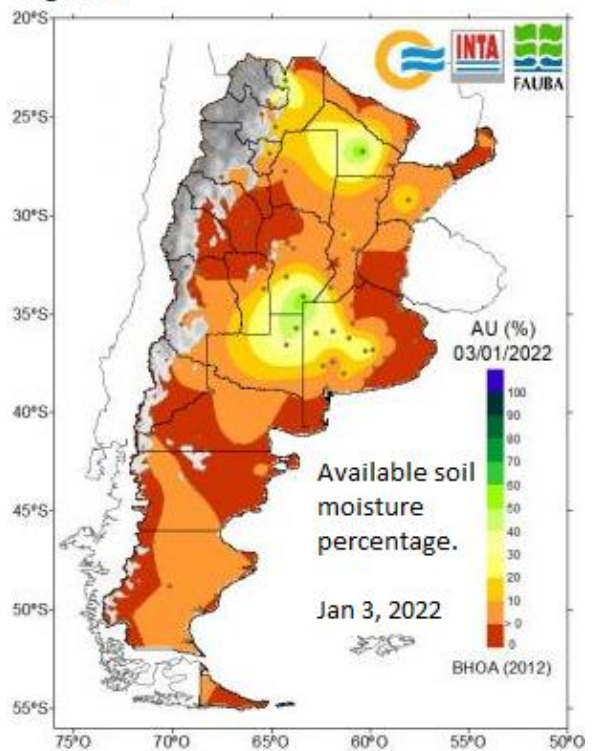 20°S
25°S
30°S
35°S
40°S
45°S
50°S
55°S
75°O
70°O
65°O
60°O
55°O
50°O
INTA
FAUBA
AU (%)
03/01/2022
100
90
80
70
60
50
40
30
20
10
> 0
0
BHOA (2012)
Available soil
moisture
percentage.
Jan 3, 2022